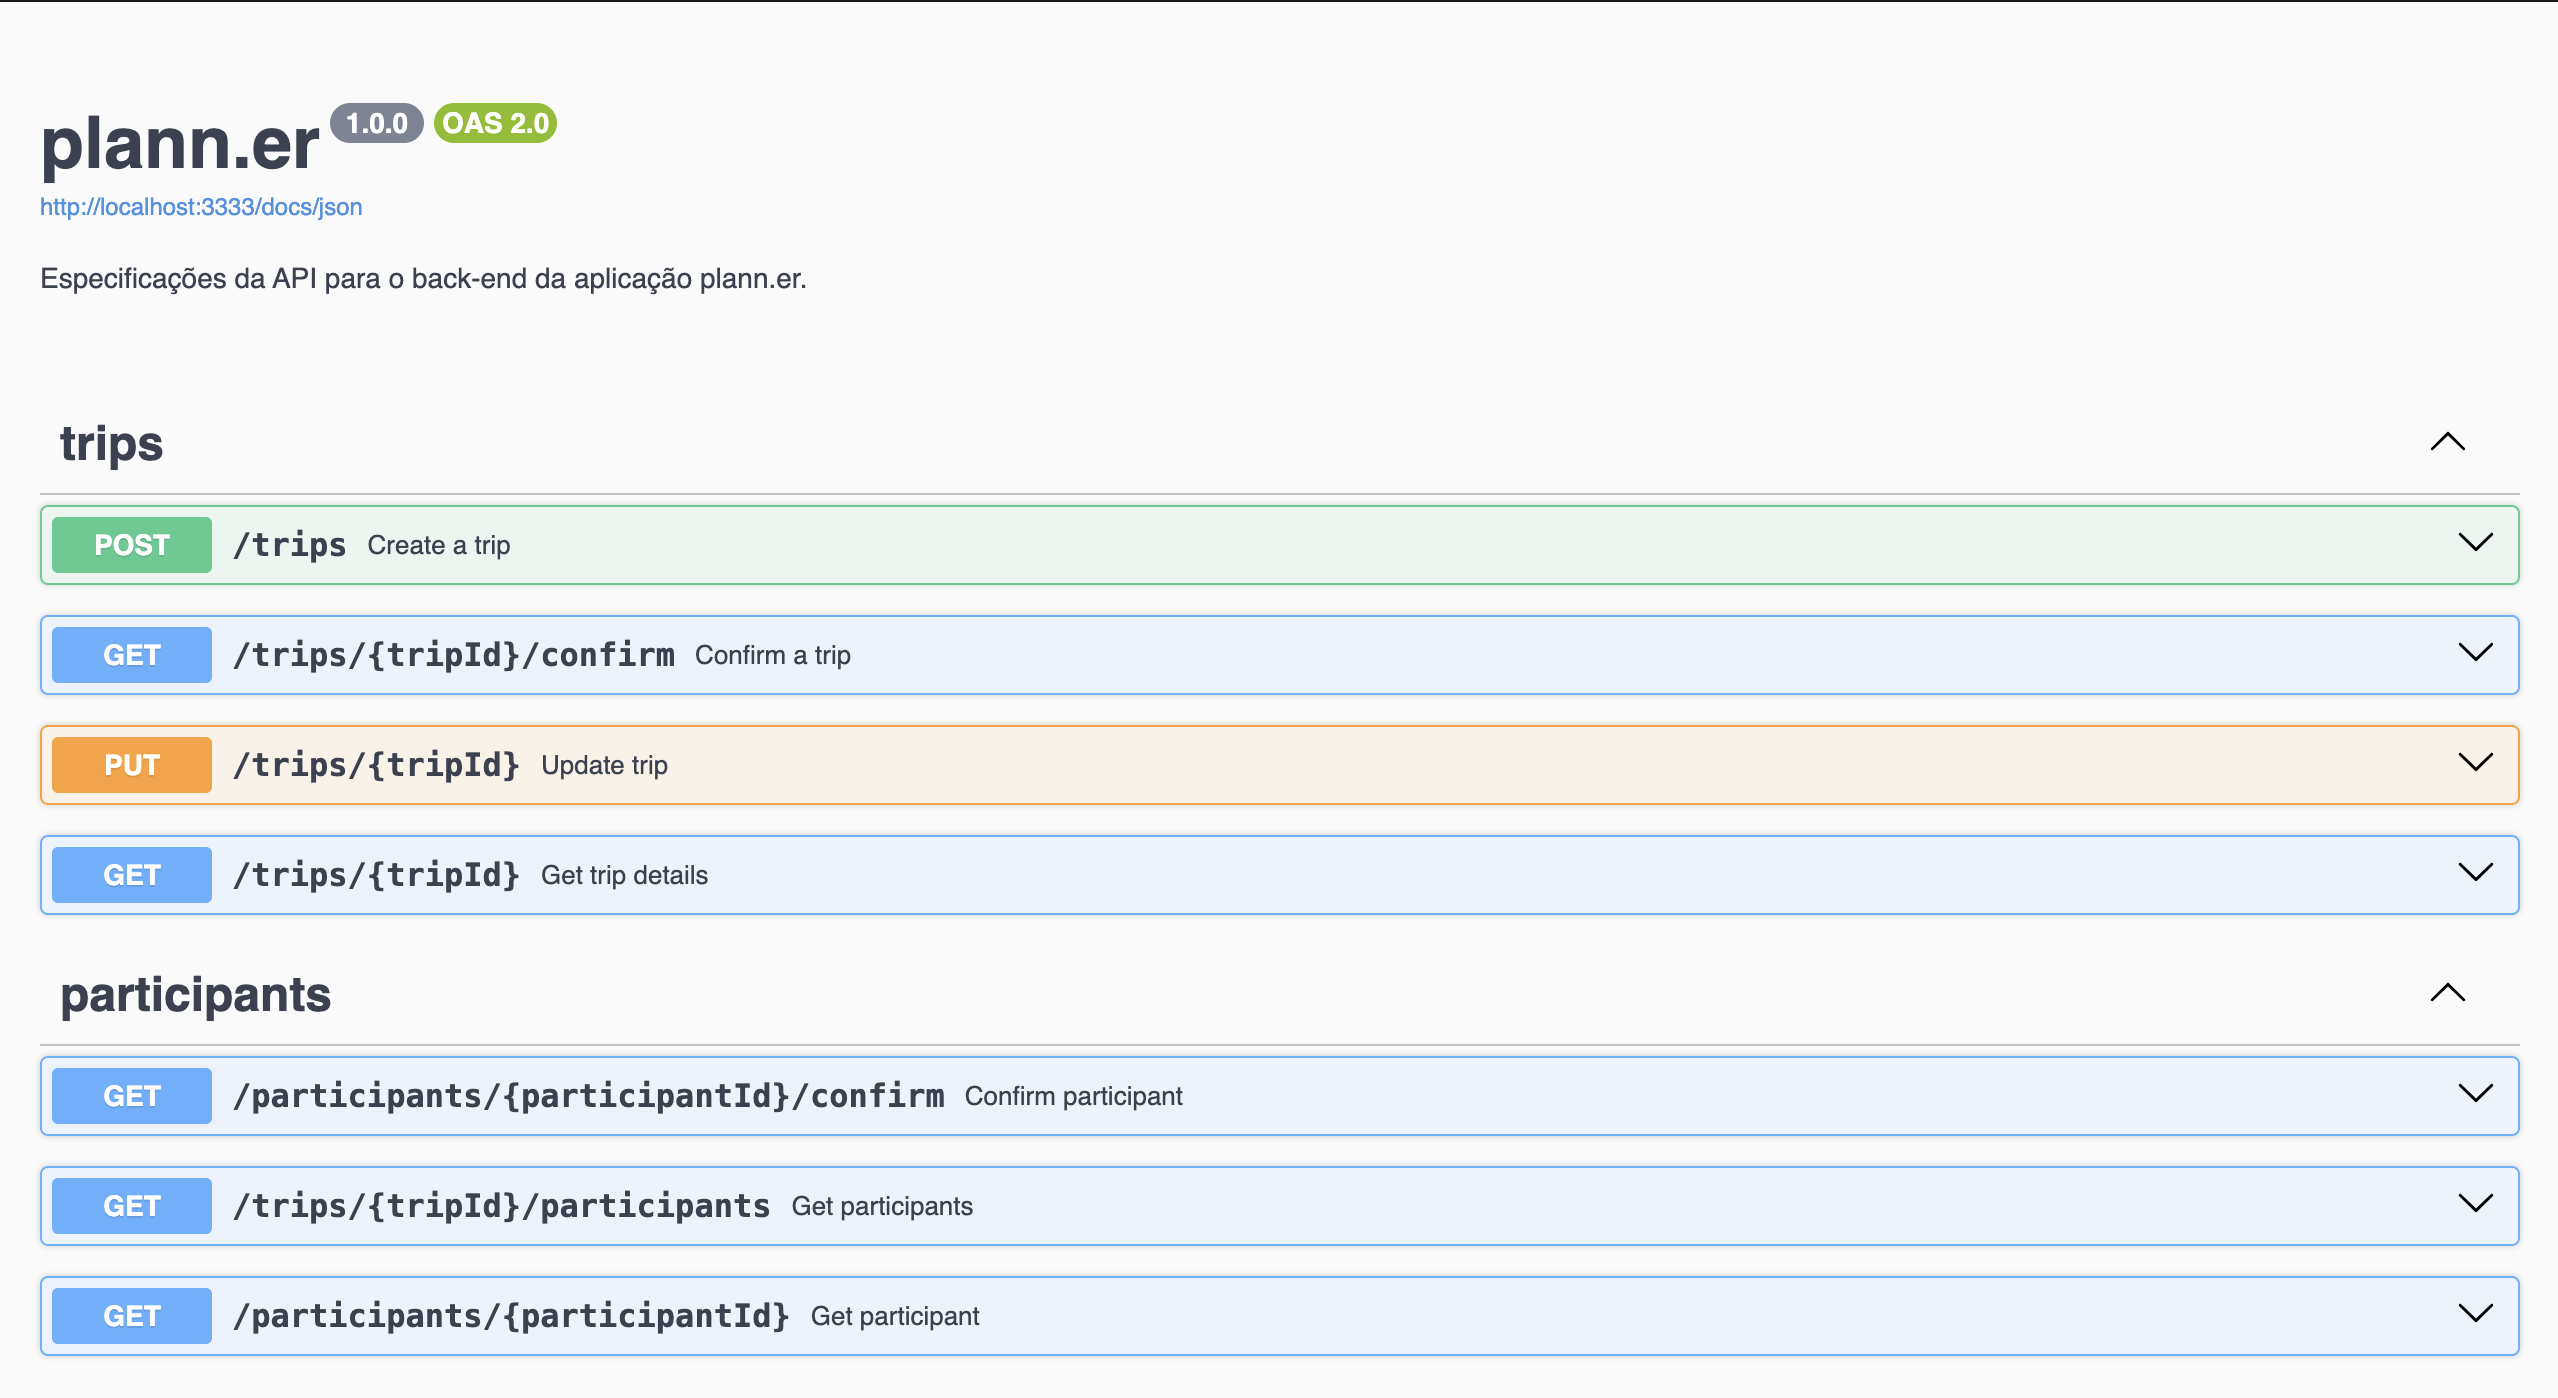 plann.er 1.0.0 OAS 2.0
http://localhost:3333/docs/json
Especificações da API para o back-end da aplicação plann.er.
trips
POST /trips Create a trip
GET /trips/{tripId}/confirm Confirm a trip
PUT /trips/{tripId} Update trip
GET /trips/{tripId} Get trip details
participants
GET /participants/{participantId}/confirm Confirm participant
GET /trips/{tripId}/participants Get participants
GET /participants/{participantId} Get participant